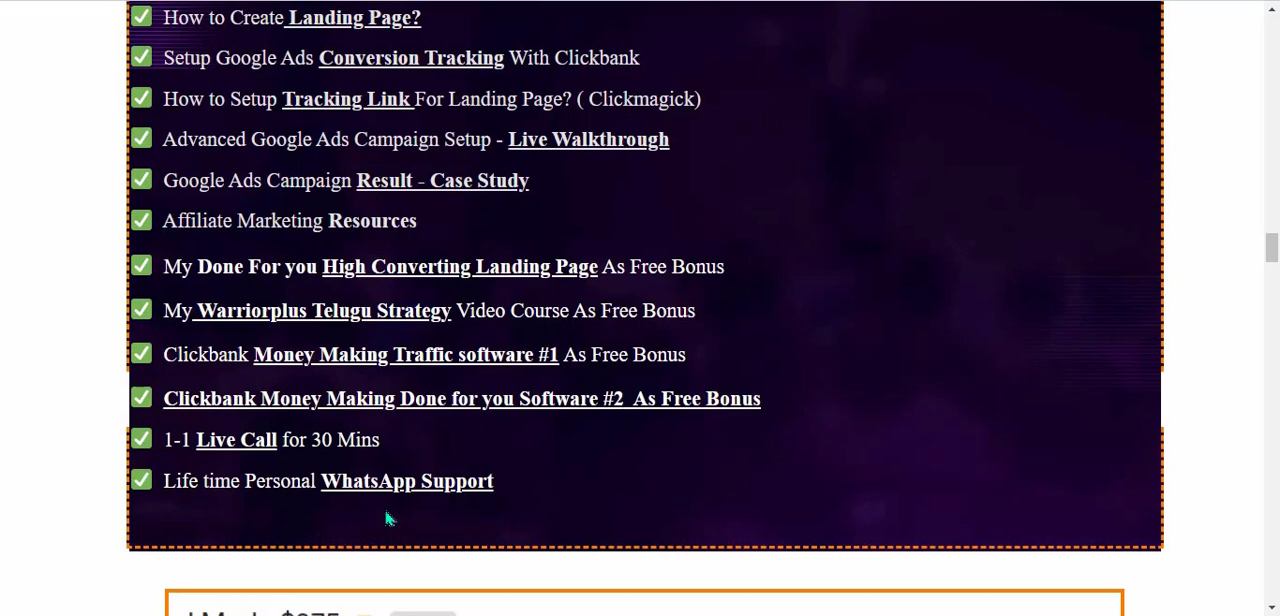 How to Create Landing Page?
Setup Google Ads Conversion Tracking With Clickbank
How to Setup Tracking Link For Landing Page? ( Clickmagick)
Advanced Google Ads Campaign Setup - Live Walkthrough
Google Ads Campaign Result - Case Study
Affiliate Marketing Resources
My Done For you High Converting Landing Page As Free Bonus
My Warriorplus Telugu Strategy Video Course As Free Bonus
Clickbank Money Making Traffic software #1 As Free Bonus
Clickbank Money Making Done for you Software #2 As Free Bonus
1-1 Live Call for 30 Mins
Life time Personal WhatsApp Support